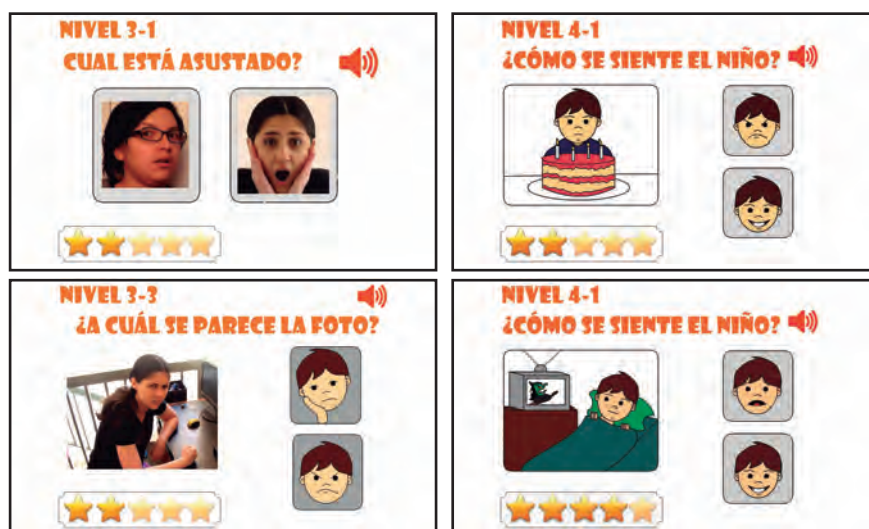 NIVEL 3-1
CUAL ESTÁ ASUSTADO?
NIVEL 4-1
¿CÓMO SE SIENTE EL NIÑO?
NIVEL 3-3
¿A CUÁL SE PARECE LA FOTO?
NIVEL 4-1
¿CÓMO SE SIENTE EL NIÑO?